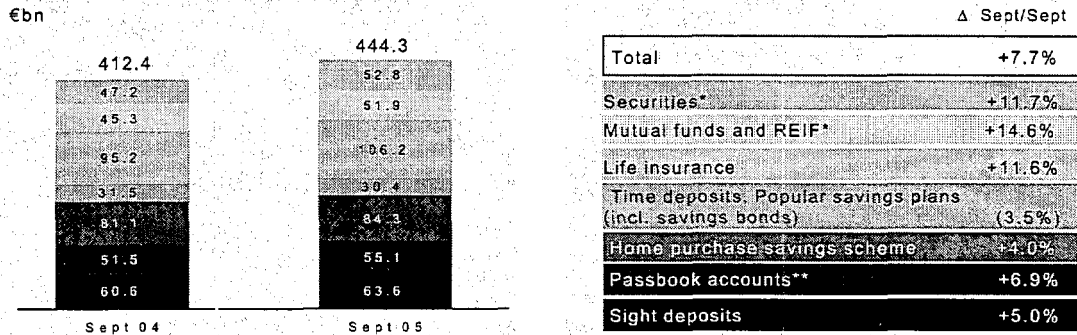 €bn
Δ Sept/Sept
412.4
47.2
45.3
95.2
31.5
81.1
51.5
60.6
Sept 04
444.3
52.8
51.9
106.2
30.4
84.3
55.1
63.6
Sept 05
Total +7.7%
Securities* +11.7%
Mutual funds and REIF* +14.6%
Life insurance +11.6%
Time deposits, Popular savings plans
(incl. savings bonds) (3.5%)
Home purchase savings scheme +4.0%
Passbook accounts** +6.9%
Sight deposits +5.0%